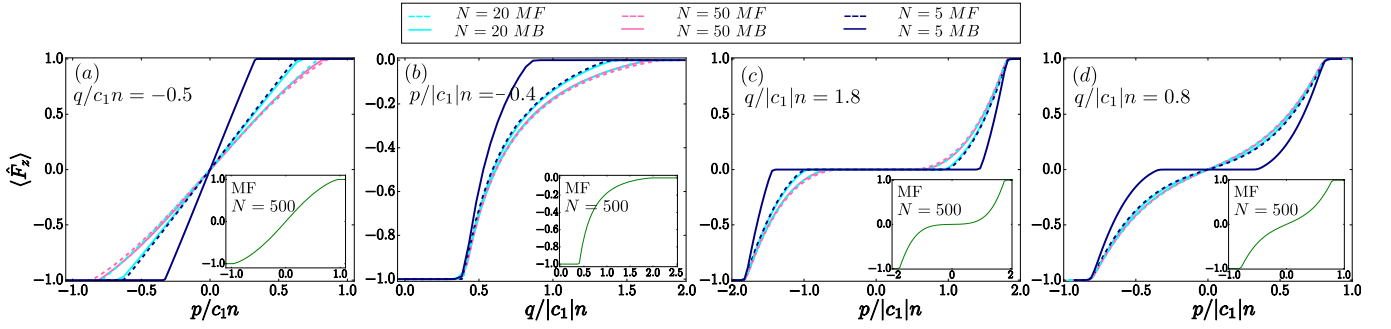 N = 20 MF N = 50 MF N = 5 MF
N = 20 MB N = 50 MB N = 5 MB
(a)
q/c₁n = −0.5
MF
N = 500
1.0
0.0
−1.0
−1.0 0.0 1.0
1.0
0.5
0.0
−0.5
−1.0
−1.0 −0.5 0.0 0.5 1.0
p/c₁n
⟨F̂z⟩
(b)
p/|c₁|n = −0.4
MF
N = 500
0.0
−0.2
−0.4
−0.6
−0.8
−1.0
0.0 0.5 1.0 1.5 2.0 2.5
0.0
−0.2
−0.4
−0.6
−0.8
−1.0
0.0 0.5 1.0 1.5 2.0
q/|c₁|n
(c)
q/|c₁|n = 1.8
MF
N = 500
1
0
−1
−2 0 2
1.0
0.5
0.0
−0.5
−1.0
−2.0 −1.5 −1.0 −0.5 0.0 0.5 1.0 1.5 2.0
p/|c₁|n
(d)
q/|c₁|n = 0.8
MF
N = 500
1.0
0.0
−1.0
−1.0 0.0 1.0
1.0
0.5
0.0
−0.5
−1.0
−1.0 −0.5 0.0 0.5 1.0
p/|c₁|n